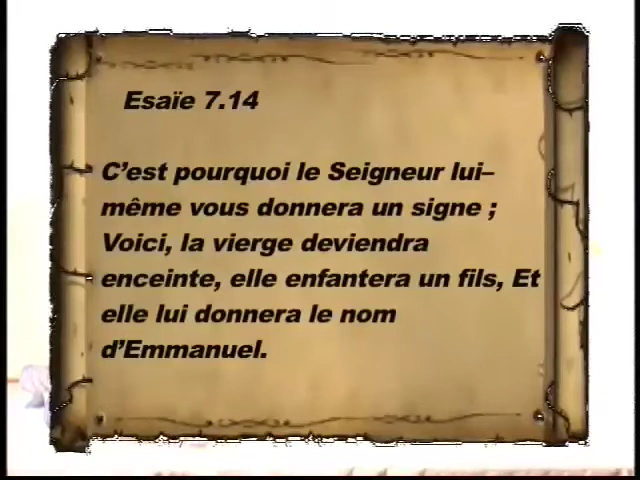 Esaïe 7.14
C’est pourquoi le Seigneur lui–
même vous donnera un signe ;
Voici, la vierge deviendra
enceinte, elle enfantera un fils, Et
elle lui donnera le nom
d’Emmanuel.